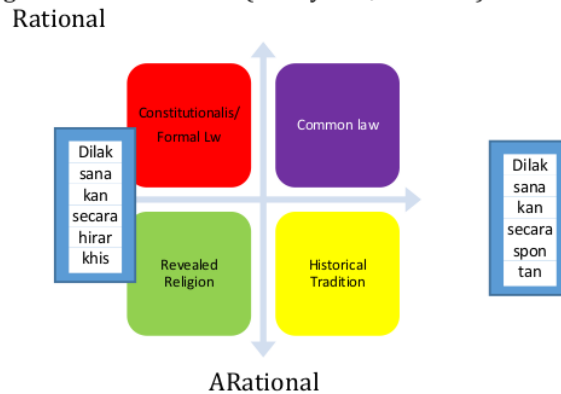 Rational
Constitutionalis/
Formal Lw
Common law
Dilak
sana
kan
secara
hirar
khis
Dilak
sana
kan
secara
spon
tan
Revealed
Religion
Historical
Tradition
ARational